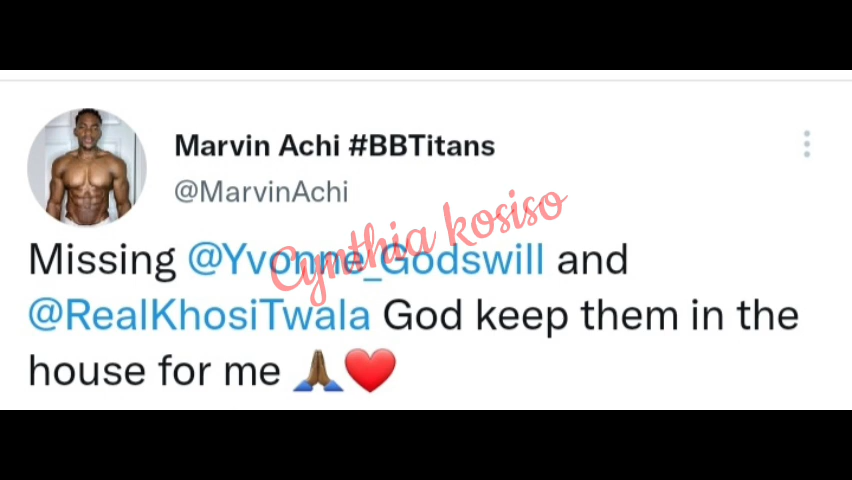 Marvin Achi #BBTitans
@MarvinAchi
Cynthia kosiso
Missing @Yvonne_Godswill and
@RealKhosiTwala God keep them in the
house for me 🙏🏾❤️